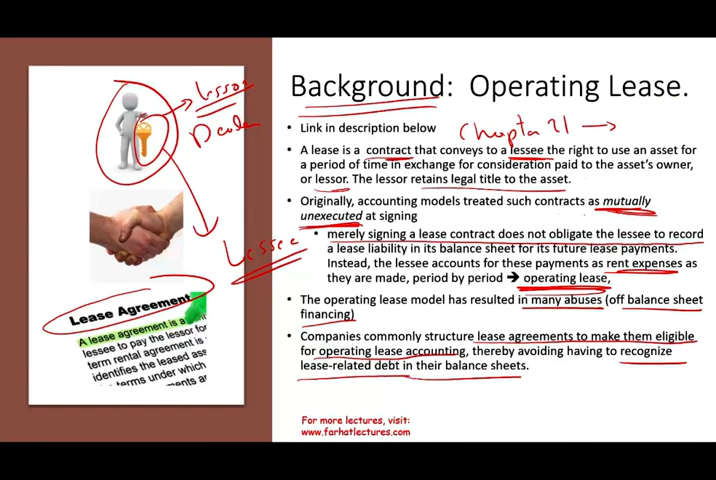 Background: Operating Lease.
Lessor
Dealer
Chapter 21
• Link in description below
• A lease is a contract that conveys to a lessee the right to use an asset for
a period of time in exchange for consideration paid to the asset's owner,
or lessor. The lessor retains legal title to the asset.
• Originally, accounting models treated such contracts as mutually
unexecuted at signing
• merely signing a lease contract does not obligate the lessee to record
a lease liability in its balance sheet for its future lease payments.
Instead, the lessee accounts for these payments as rent expenses as
they are made, period by period → operating lease,
• The operating lease model has resulted in many abuses (off balance sheet
financing)
• Companies commonly structure lease agreements to make them eligible
for operating lease accounting, thereby avoiding having to recognize
lease-related debt in their balance sheets.
Lessee
Lease Agreement
A lease agreement is a
lessee to pay the lessor for
term rental agreement is
identifies the leased ass
terms under which
ments as
For more lectures, visit:
www.farhatlectures.com